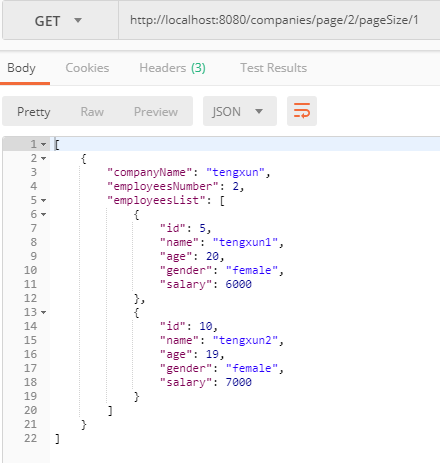 GET http://localhost:8080/companies/page/2/pageSize/1
Body Cookies Headers (3) Test Results
Pretty Raw Preview JSON
1 [
2 {
3 "companyName": "tengxun",
4 "employeesNumber": 2,
5 "employeesList": [
6 {
7 "id": 5,
8 "name": "tengxun1",
9 "age": 20,
10 "gender": "female",
11 "salary": 6000
12 },
13 {
14 "id": 10,
15 "name": "tengxun2",
16 "age": 19,
17 "gender": "female",
18 "salary": 7000
19 }
20 ]
21 }
22 ]